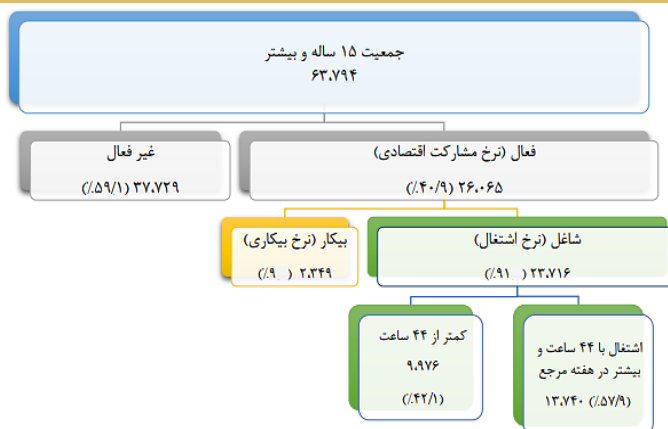 جمعیت ۱۵ ساله و بیشتر
۶۳،۷۹۴
فعال (نرخ مشارکت اقتصادی)
۲۶،۰۶۵ (٪۴۰/۹)
غیر فعال
۳۷،۷۲۹ (٪۵۹/۱)
شاغل (نرخ اشتغال)
۲۳،۷۱۶ (٪۹۱)
بیکار (نرخ بیکاری)
۲،۳۴۹ (٪۹)
اشتغال با ۴۴ ساعت و
بیشتر در هفته مرجع
(٪۵۷/۹) ۱۳،۷۴۰
کمتر از ۴۴ ساعت
۹،۹۷۶
(٪۴۲/۱)